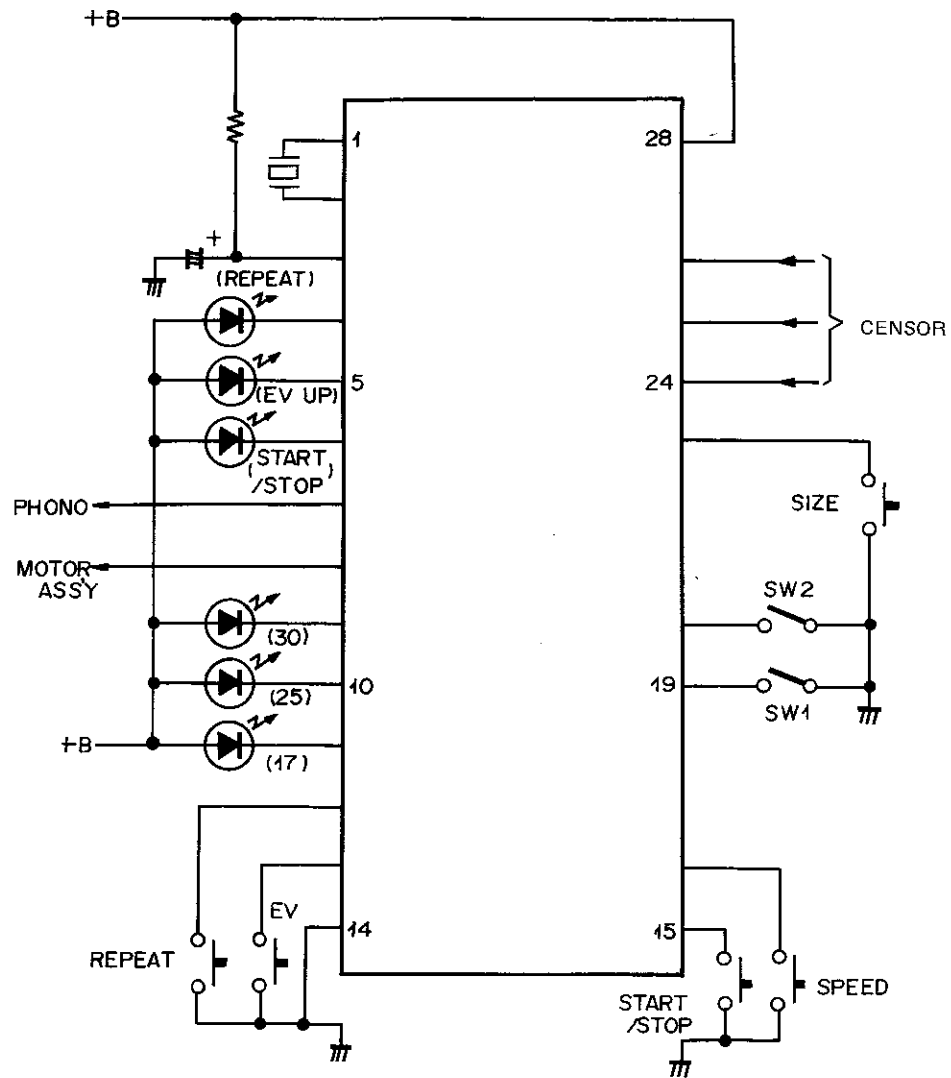 +B
1
28
+
(REPEAT)
5
(EV UP)
24
CENSOR
(START
/STOP)
PHONO
SIZE
MOTOR
ASS'Y
SW2
(30)
10
(25)
19
SW1
+B
(17)
EV
14
15
REPEAT
START
/STOP
SPEED